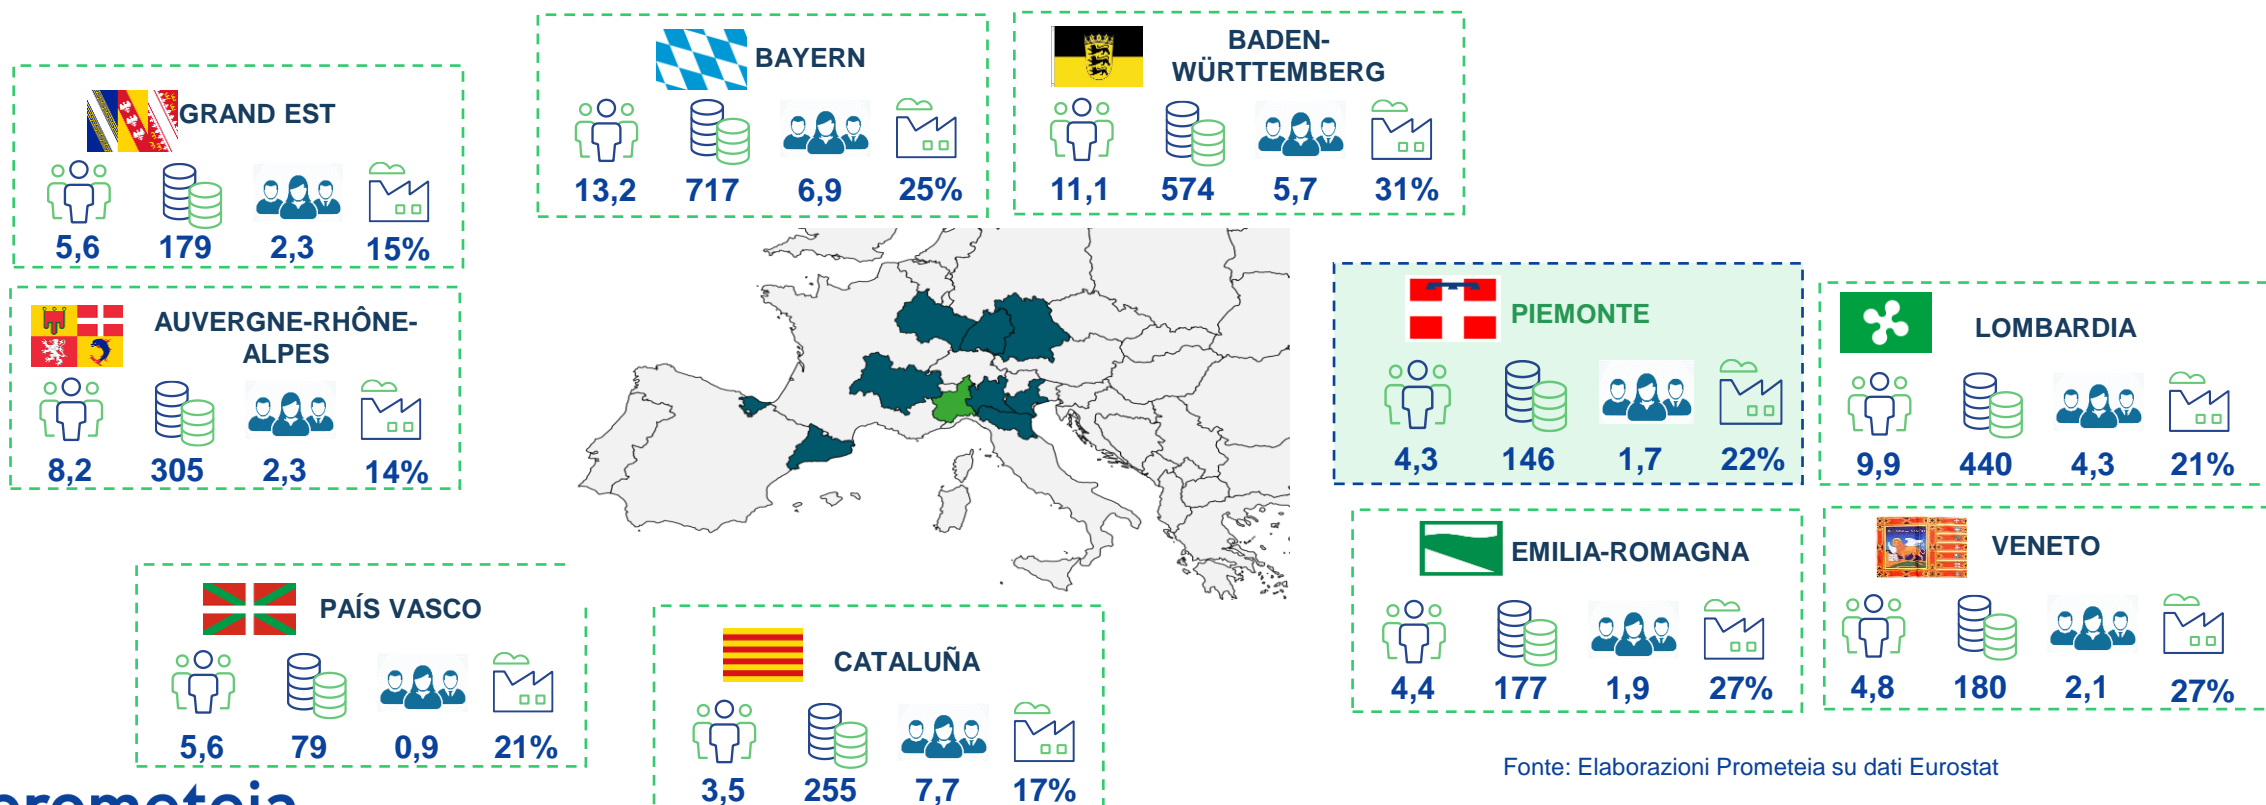 BAYERN
13,2 717 6,9 25%
BADEN-
WÜRTTEMBERG
11,1 574 5,7 31%
GRAND EST
5,6 179 2,3 15%
AUVERGNE-RHÔNE-
ALPES
8,2 305 2,3 14%
PIEMONTE
4,3 146 1,7 22%
LOMBARDIA
9,9 440 4,3 21%
EMILIA-ROMAGNA
4,4 177 1,9 27%
VENETO
4,8 180 2,1 27%
PAÍS VASCO
5,6 79 0,9 21%
CATALUÑA
3,5 255 7,7 17%
Fonte: Elaborazioni Prometeia su dati Eurostat
prometeia